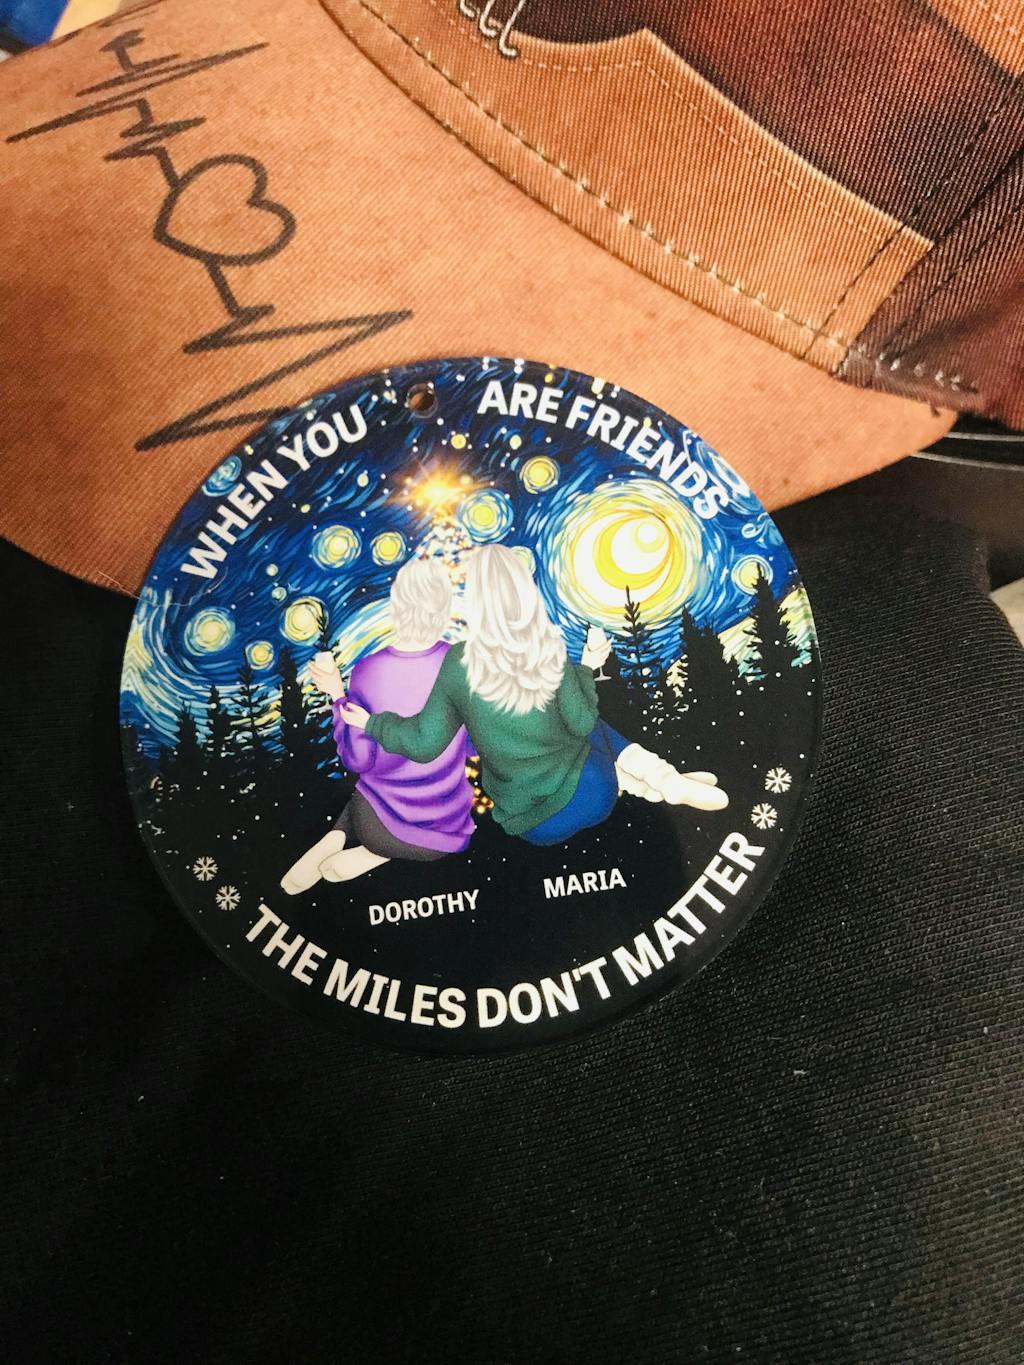 WHEN YOU ARE FRIENDS
DOROTHY
MARIA
THE MILES DON'T MATTER